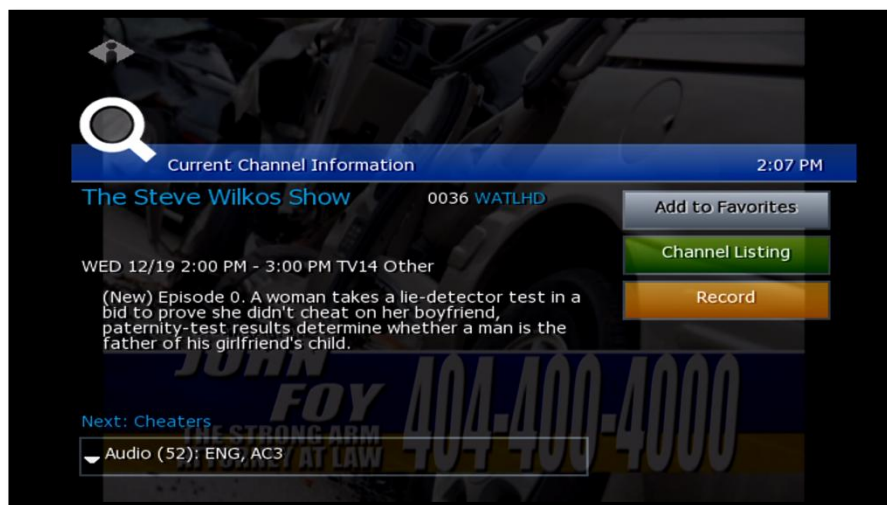 Current Channel Information 2:07 PM
The Steve Wilkos Show 0036 WATLHD
Add to Favorites
Channel Listing
WED 12/19 2:00 PM - 3:00 PM TV14 Other
Record
(New) Episode 0. A woman takes a lie-detector test in a
bid to prove she didn't cheat on her boyfriend,
paternity-test results determine whether a man is the
father of his girlfriend's child.
JOHN
FOY 404-400-4000
Next: Cheaters
THE STRONG ARM
Audio (52): ENG, AC3
ATTORNEY AT LAW